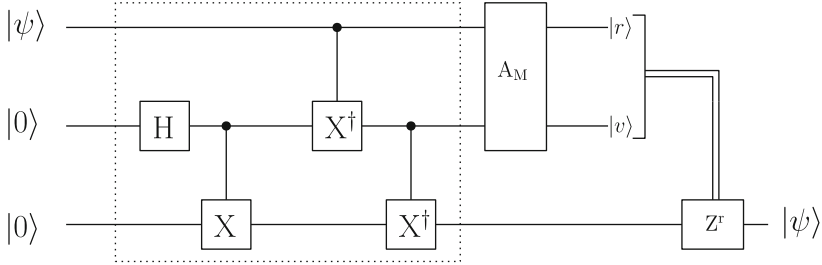 |ψ⟩ |r⟩
A_M
|0⟩ H X† |v⟩
|0⟩ X X† Z^r |ψ⟩